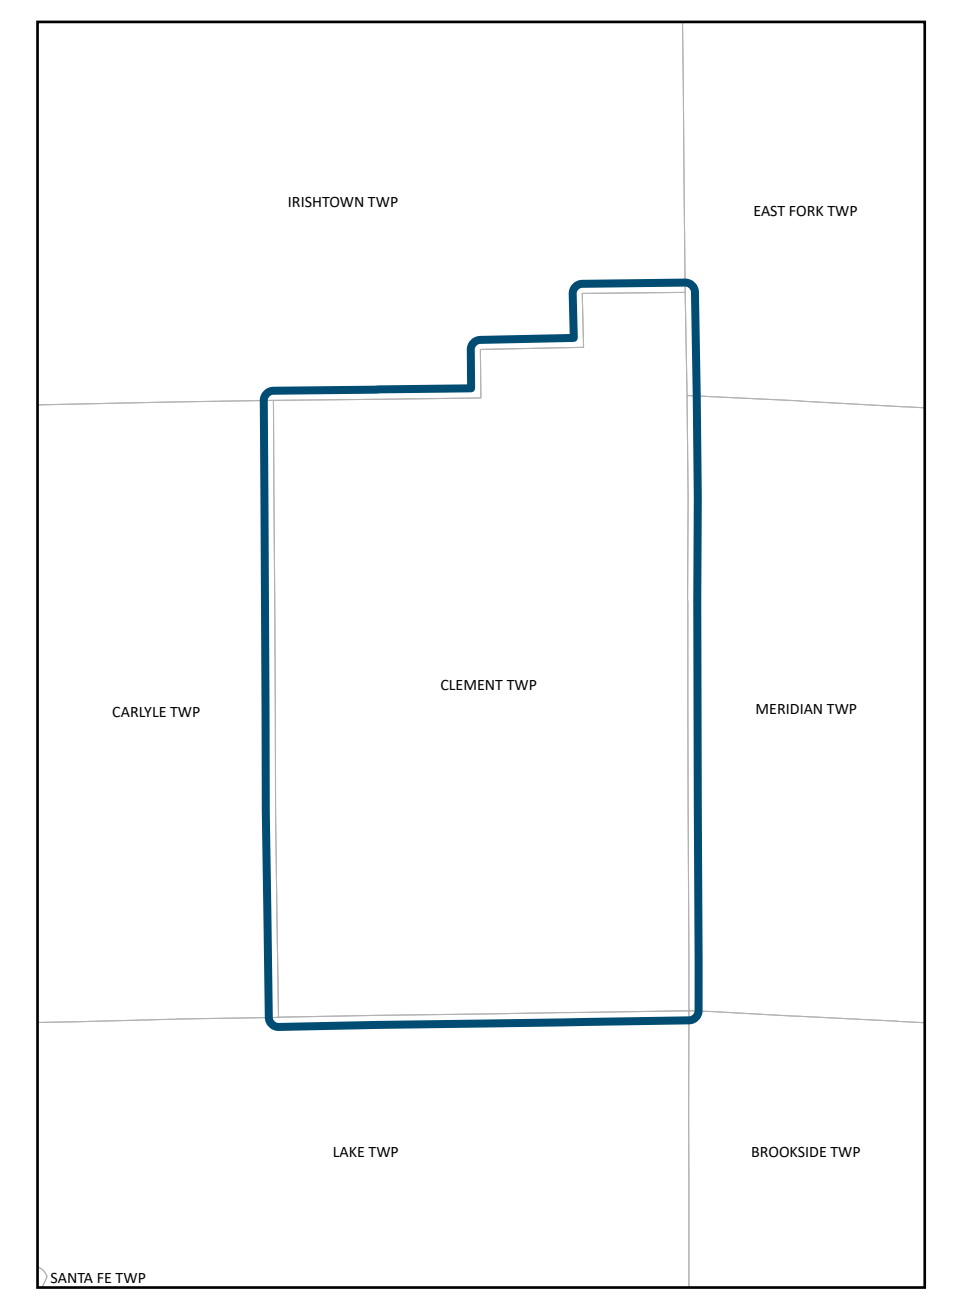 IRISHTOWN TWP
EAST FORK TWP
CLEMENT TWP
CARLYLE TWP
MERIDIAN TWP
LAKE TWP
BROOKSIDE TWP
SANTA FE TWP